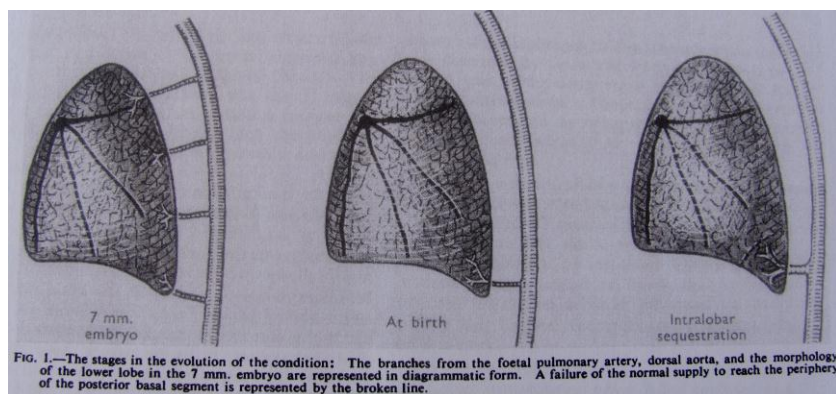 7 mm.
embryo
At birth
Intralobar
sequestration
FIG. 1.—The stages in the evolution of the condition: The branches from the foetal pulmonary artery, dorsal aorta, and the morphology
of the lower lobe in the 7 mm. embryo are represented in diagrammatic form. A failure of the normal supply to reach the periphery
of the posterior basal segment is represented by the broken line.